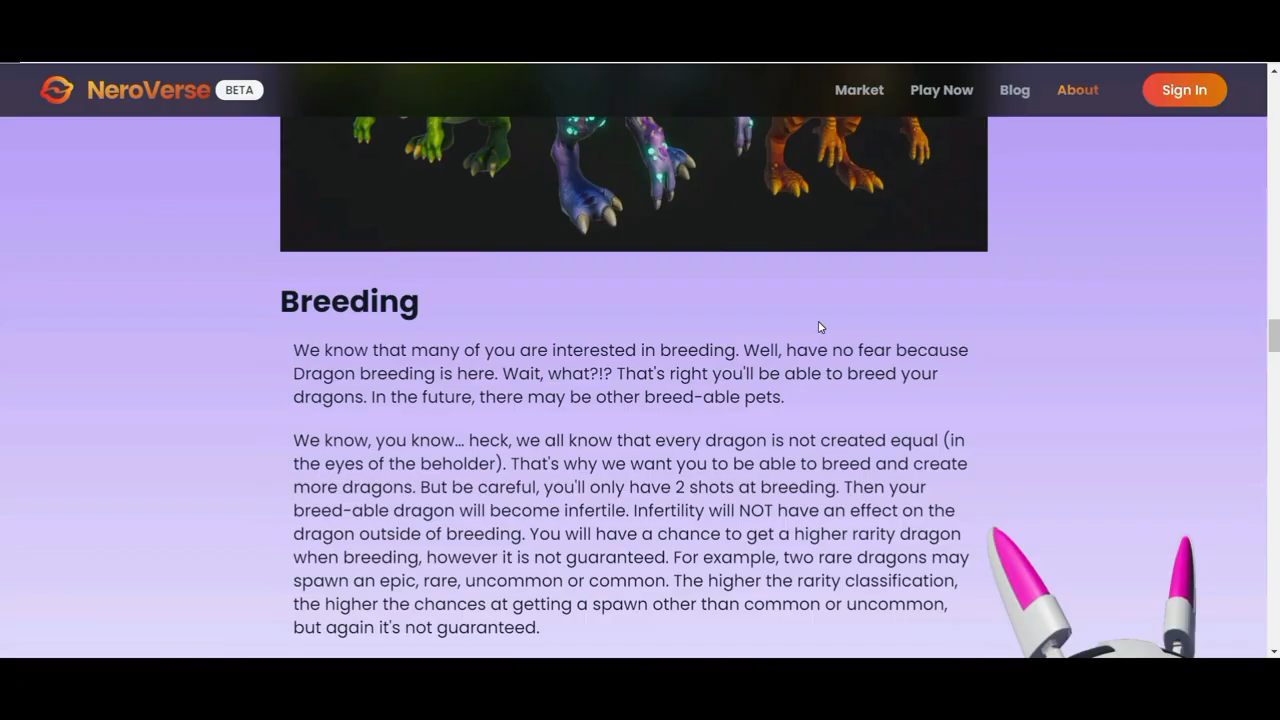 NeroVerse BETA Market Play Now Blog About Sign In
Breeding
We know that many of you are interested in breeding. Well, have no fear because
Dragon breeding is here. Wait, what?!? That's right you'll be able to breed your
dragons. In the future, there may be other breed-able pets.
We know, you know... heck, we all know that every dragon is not created equal (in
the eyes of the beholder). That's why we want you to be able to breed and create
more dragons. But be careful, you'll only have 2 shots at breeding. Then your
breed-able dragon will become infertile. Infertility will NOT have an effect on the
dragon outside of breeding. You will have a chance to get a higher rarity dragon
when breeding, however it is not guaranteed. For example, two rare dragons may
spawn an epic, rare, uncommon or common. The higher the rarity classification,
the higher the chances at getting a spawn other than common or uncommon,
but again it's not guaranteed.